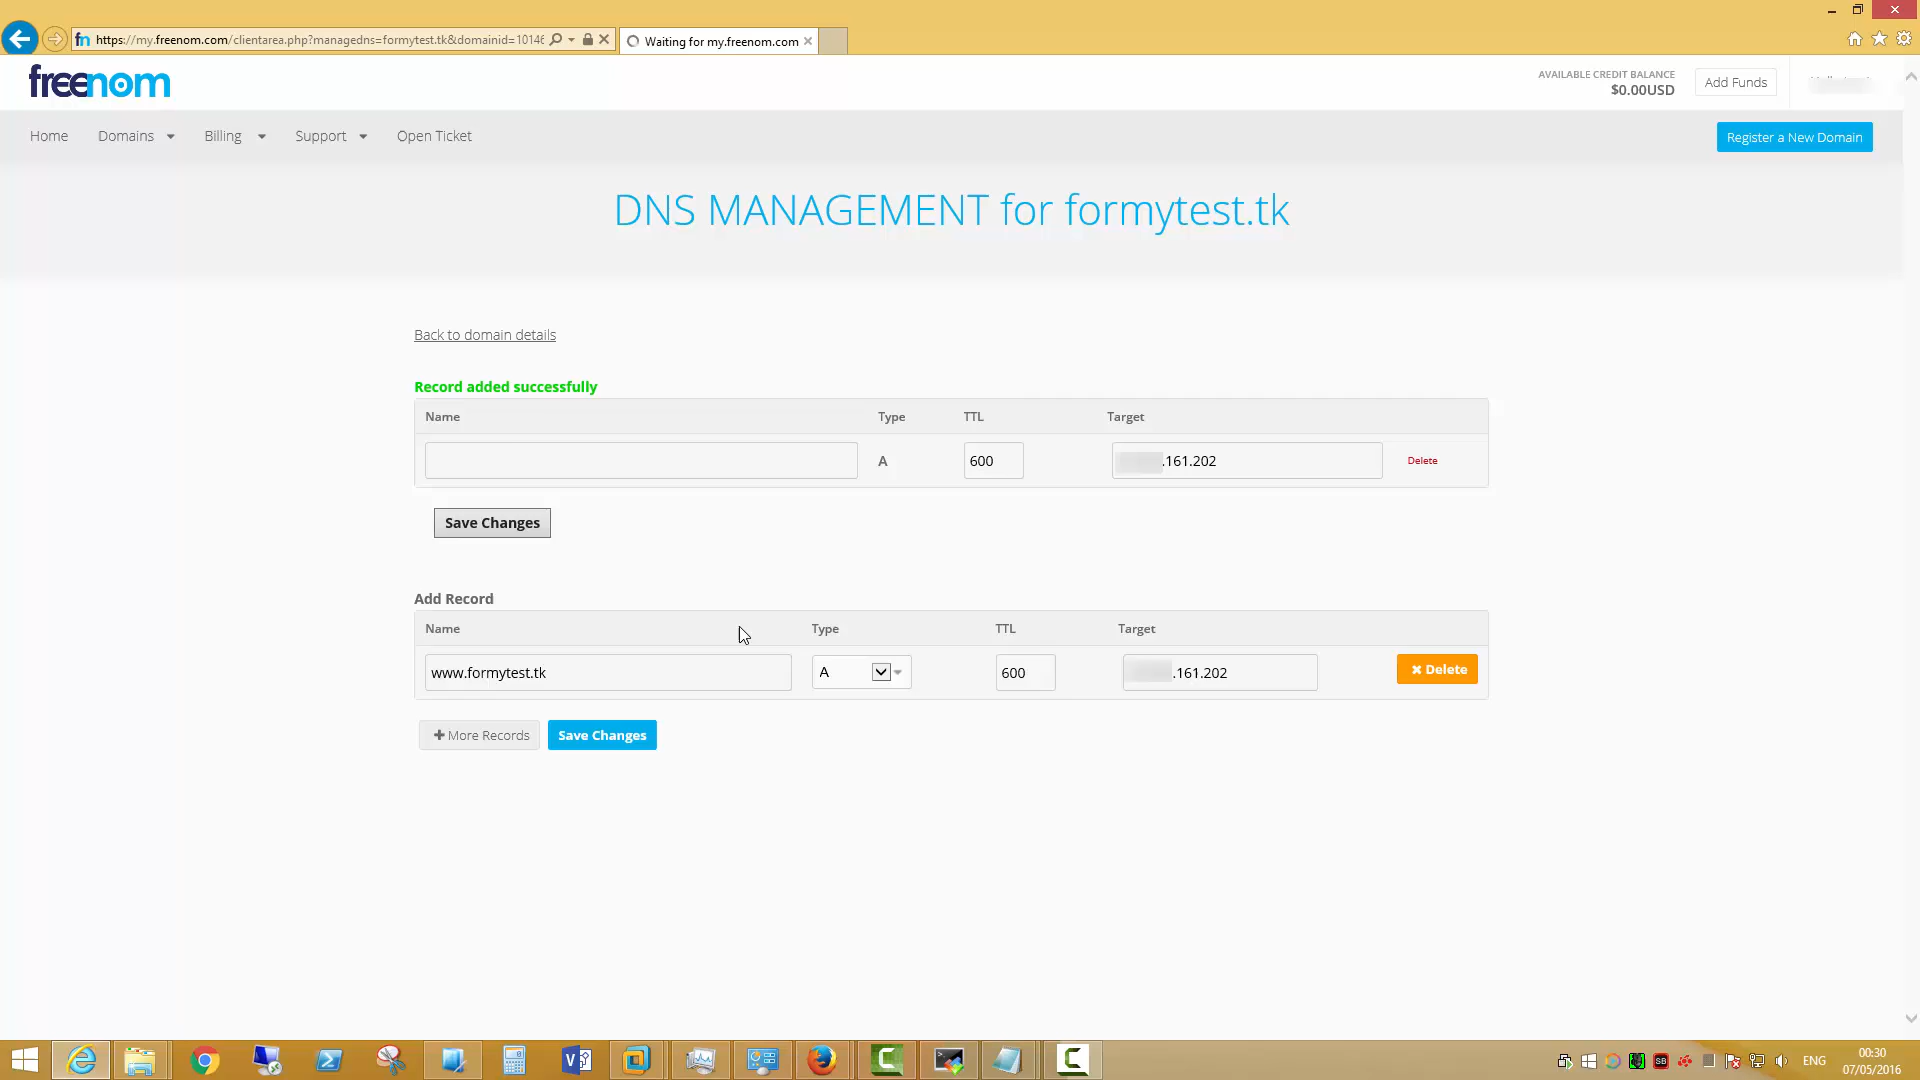 https://my.freenom.com/clientarea.php?managedns=formytest.tk&domainid=10146
Waiting for my.freenom.com
freenom
AVAILABLE CREDIT BALANCE
$0.00USD
Add Funds
Home
Domains
Billing
Support
Open Ticket
Register a New Domain
DNS MANAGEMENT for formytest.tk
Back to domain details
Record added successfully
Name Type TTL Target
A 600 .161.202 Delete
Save Changes
Add Record
Name Type TTL Target
www.formytest.tk A 600 .161.202 Delete
More Records
Save Changes
ENG
00:30
07/05/2016